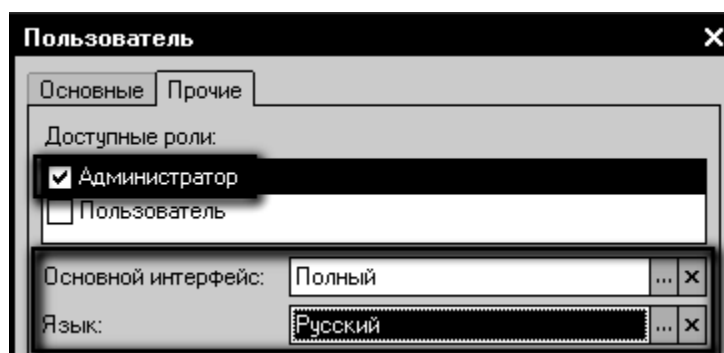 Пользователь
Основные Прочие
Доступные роли:
Администратор
Пользователь
Основной интерфейс: Полный ...
Язык: Русский ...